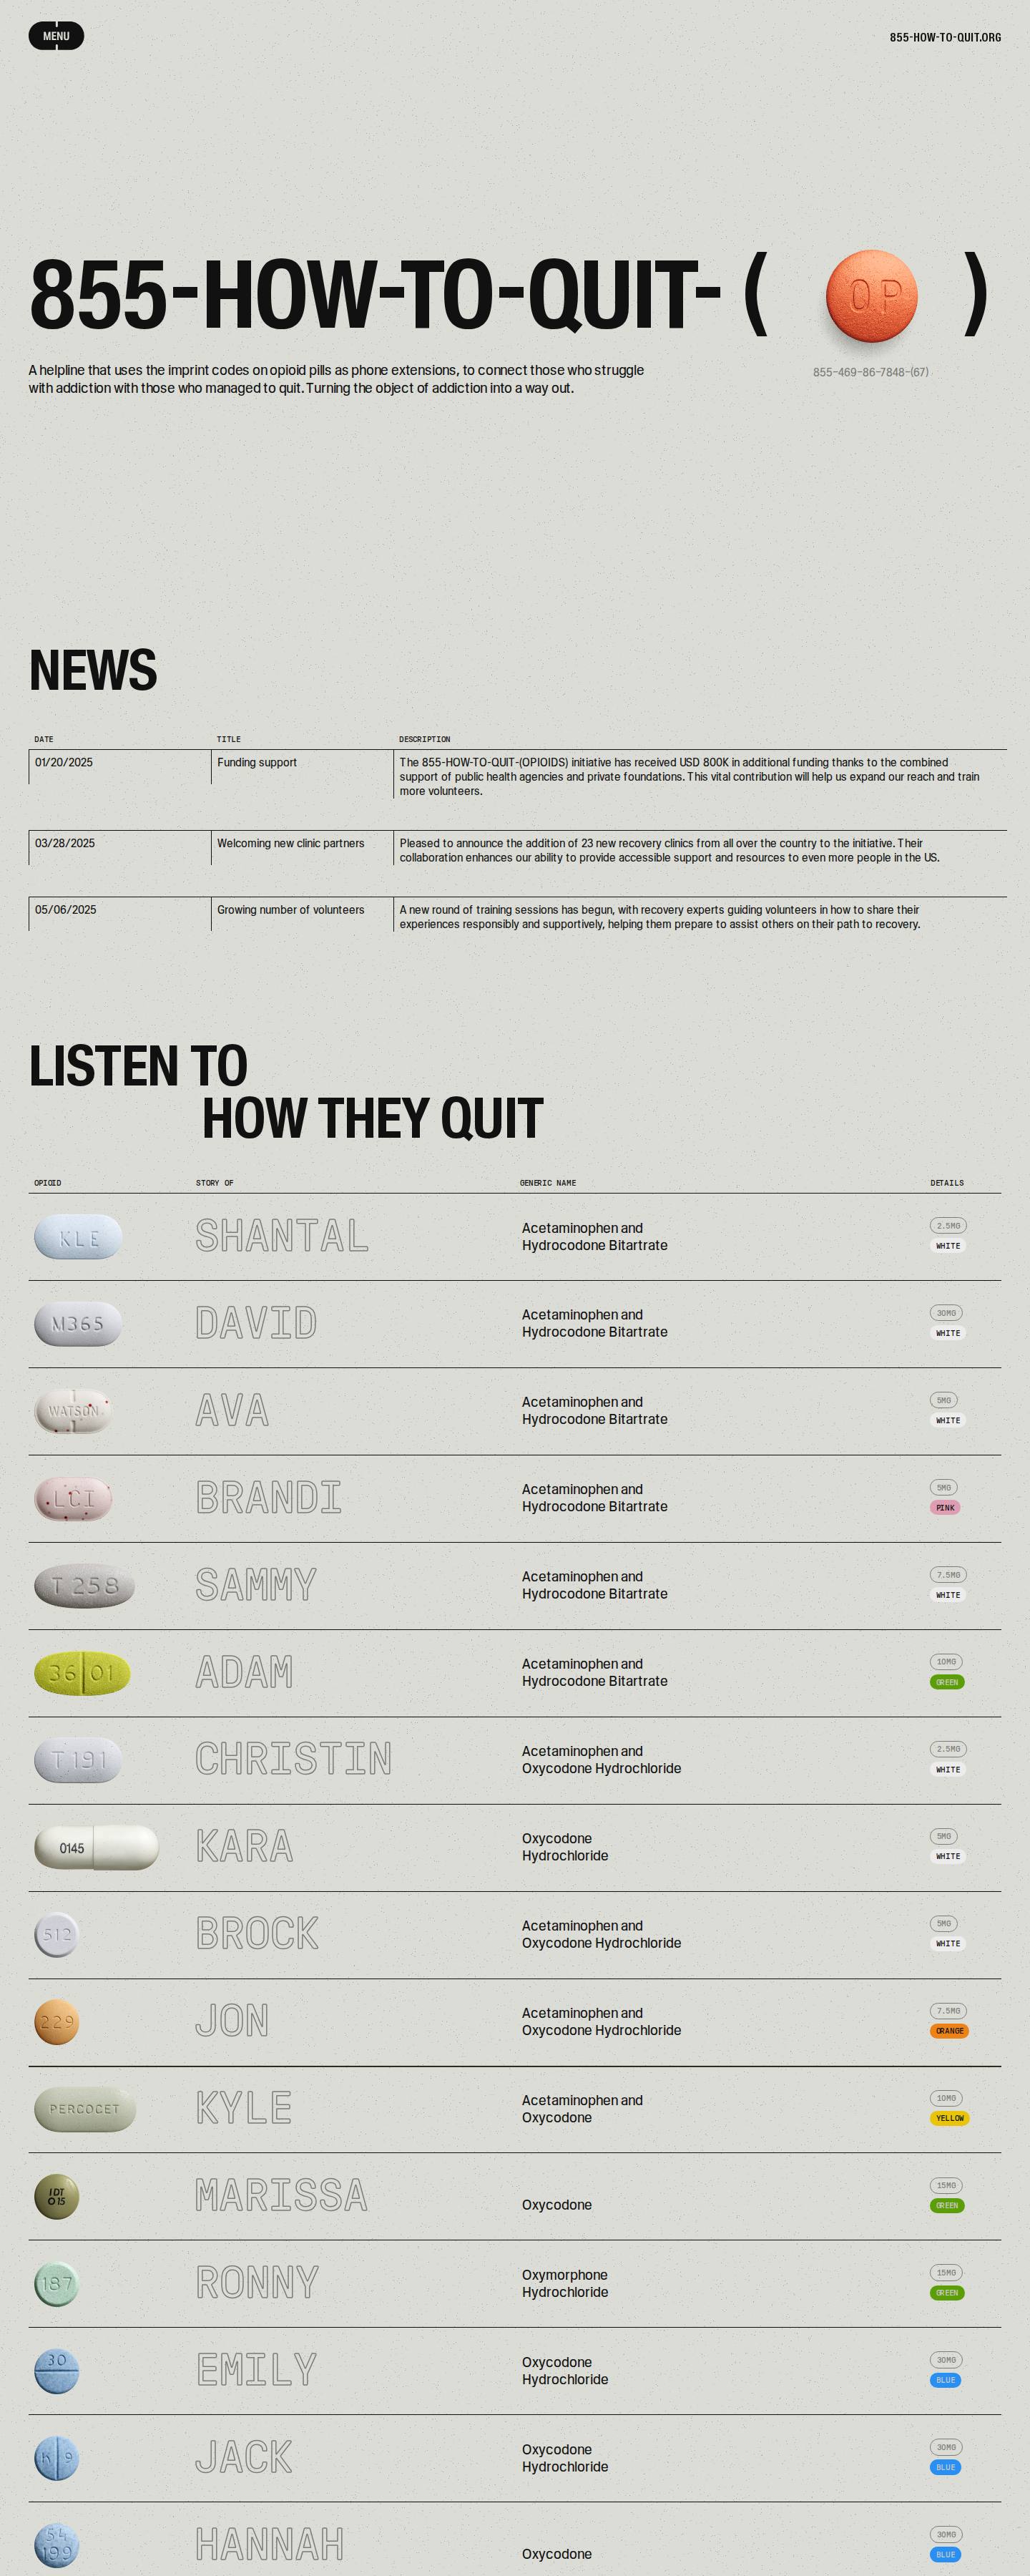 MENU
855-HOW-TO-QUIT.ORG
855-HOW-TO-QUIT- ( OP )
A helpline that uses the imprint codes on opioid pills as phone extensions, to connect those who struggle
with addiction with those who managed to quit. Turning the object of addiction into a way out.
855-469-86-7848-(67)
NEWS
DATE TITLE DESCRIPTION
01/20/2025 Funding support The 855-HOW-TO-QUIT-(OPIOIDS) initiative has received USD 800K in additional funding thanks to the combined
support of public health agencies and private foundations. This vital contribution will help us expand our reach and train
more volunteers.
03/28/2025 Welcoming new clinic partners Pleased to announce the addition of 23 new recovery clinics from all over the country to the initiative. Their
collaboration enhances our ability to provide accessible support and resources to even more people in the US.
05/06/2025 Growing number of volunteers A new round of training sessions has begun, with recovery experts guiding volunteers in how to share their
experiences responsibly and supportively, helping them prepare to assist others on their path to recovery.
LISTEN TO
HOW THEY QUIT
OPIOID STORY OF GENERIC NAME DETAILS
KLE SHANTAL Acetaminophen and
Hydrocodone Bitartrate
2.5MG
WHITE
M365 DAVID Acetaminophen and
Hydrocodone Bitartrate
30MG
WHITE
WATSON AVA Acetaminophen and
Hydrocodone Bitartrate
5MG
WHITE
LCI BRANDI Acetaminophen and
Hydrocodone Bitartrate
5MG
PINK
T 258 SAMMY Acetaminophen and
Hydrocodone Bitartrate
7.5MG
WHITE
36 01 ADAM Acetaminophen and
Hydrocodone Bitartrate
10MG
GREEN
T 191 CHRISTIN Acetaminophen and
Oxycodone Hydrochloride
2.5MG
WHITE
0145 KARA Oxycodone
Hydrochloride
5MG
WHITE
512 BROCK Acetaminophen and
Oxycodone Hydrochloride
5MG
WHITE
229 JON Acetaminophen and
Oxycodone Hydrochloride
7.5MG
ORANGE
PERCOCET KYLE Acetaminophen and
Oxycodone
10MG
YELLOW
IDT
O 15
MARISSA Oxycodone
15MG
GREEN
187 RONNY Oxymorphone
Hydrochloride
15MG
GREEN
30 EMILY Oxycodone
Hydrochloride
30MG
BLUE
K 9 JACK Oxycodone
Hydrochloride
30MG
BLUE
54
199
HANNAH Oxycodone
30MG
BLUE